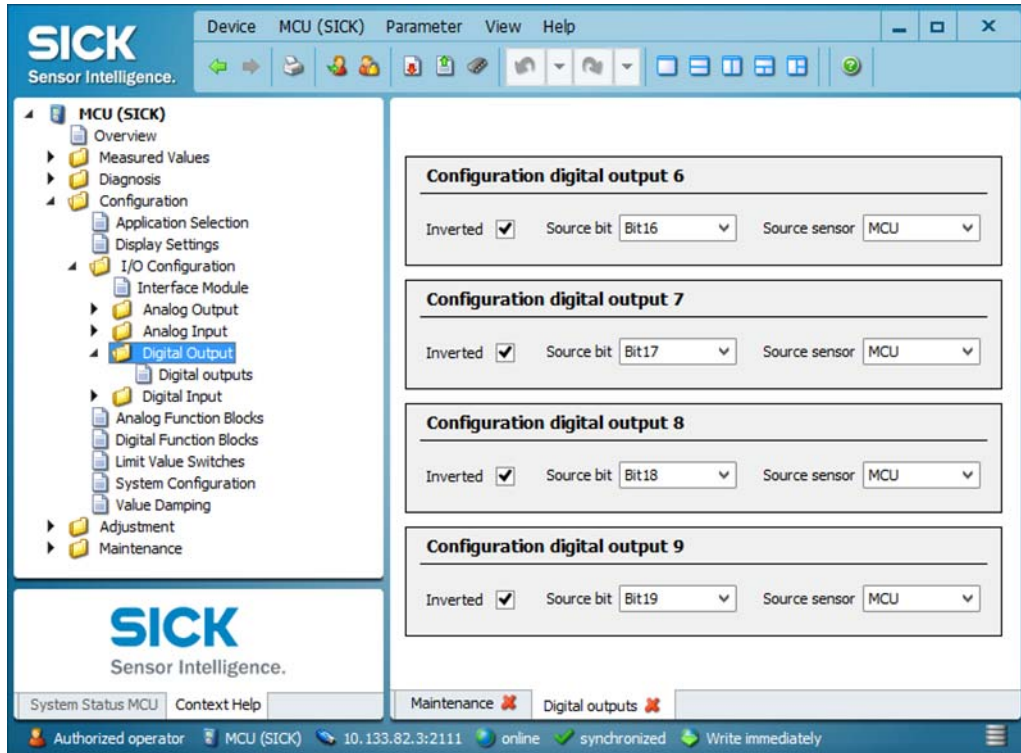 SICK
Sensor Intelligence.
Device MCU (SICK) Parameter View Help
MCU (SICK)
Overview
Measured Values
Diagnosis
Configuration
Application Selection
Display Settings
I/O Configuration
Interface Module
Analog Output
Analog Input
Digital Output
Digital outputs
Digital Input
Analog Function Blocks
Digital Function Blocks
Limit Value Switches
System Configuration
Value Damping
Adjustment
Maintenance
SICK
Sensor Intelligence.
System Status MCU Context Help
Configuration digital output 6
Inverted Source bit Bit16 Source sensor MCU
Configuration digital output 7
Inverted Source bit Bit17 Source sensor MCU
Configuration digital output 8
Inverted Source bit Bit18 Source sensor MCU
Configuration digital output 9
Inverted Source bit Bit19 Source sensor MCU
Maintenance Digital outputs
Authorized operator MCU (SICK) 10.133.82.3:2111 online synchronized Write immediately